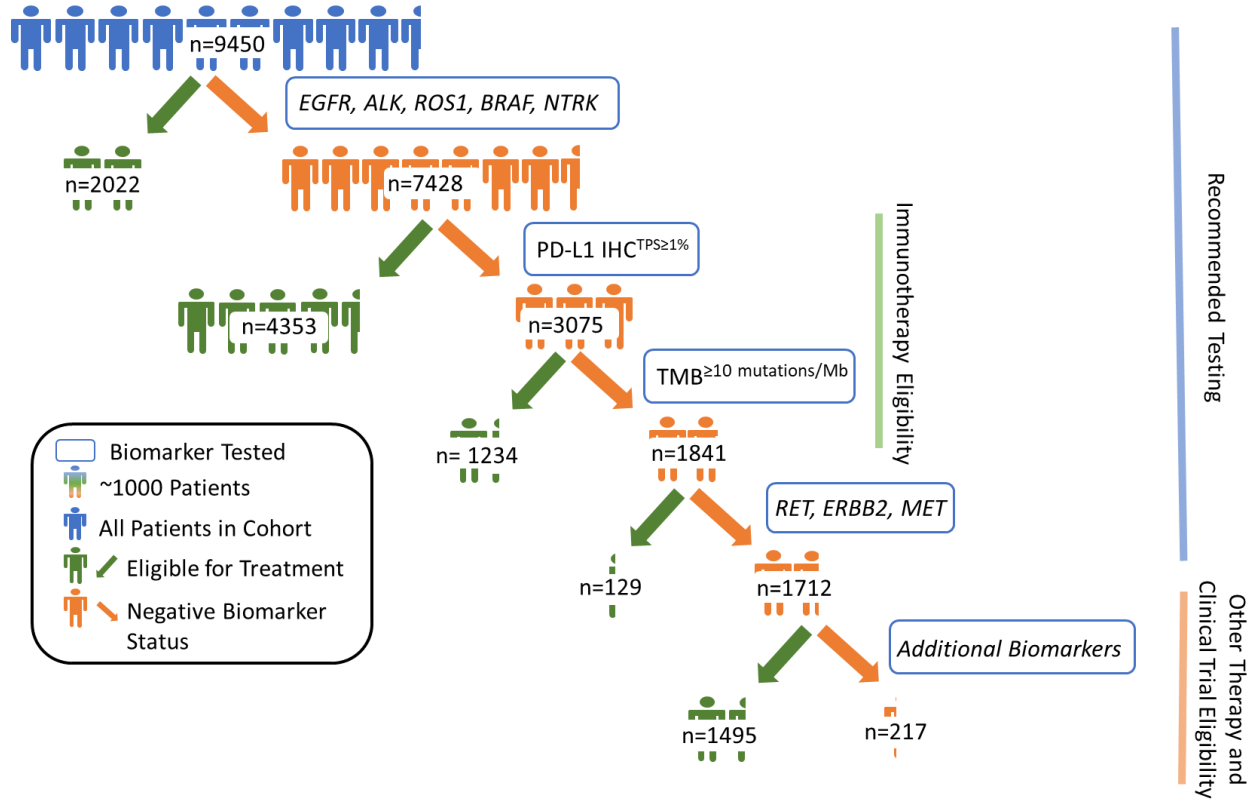 n=9450
EGFR, ALK, ROS1, BRAF, NTRK
n=2022
n=7428
PD-L1 IHC^TPS≥1%
n=4353
n=3075
TMB^≥10 mutations/Mb
n= 1234
n=1841
RET, ERBB2, MET
n=129
n=1712
Additional Biomarkers
n=1495
n=217
Biomarker Tested
~1000 Patients
All Patients in Cohort
Eligible for Treatment
Negative Biomarker
Status
Immunotherapy Eligibility
Recommended Testing
Other Therapy and
Clinical Trial Eligibility